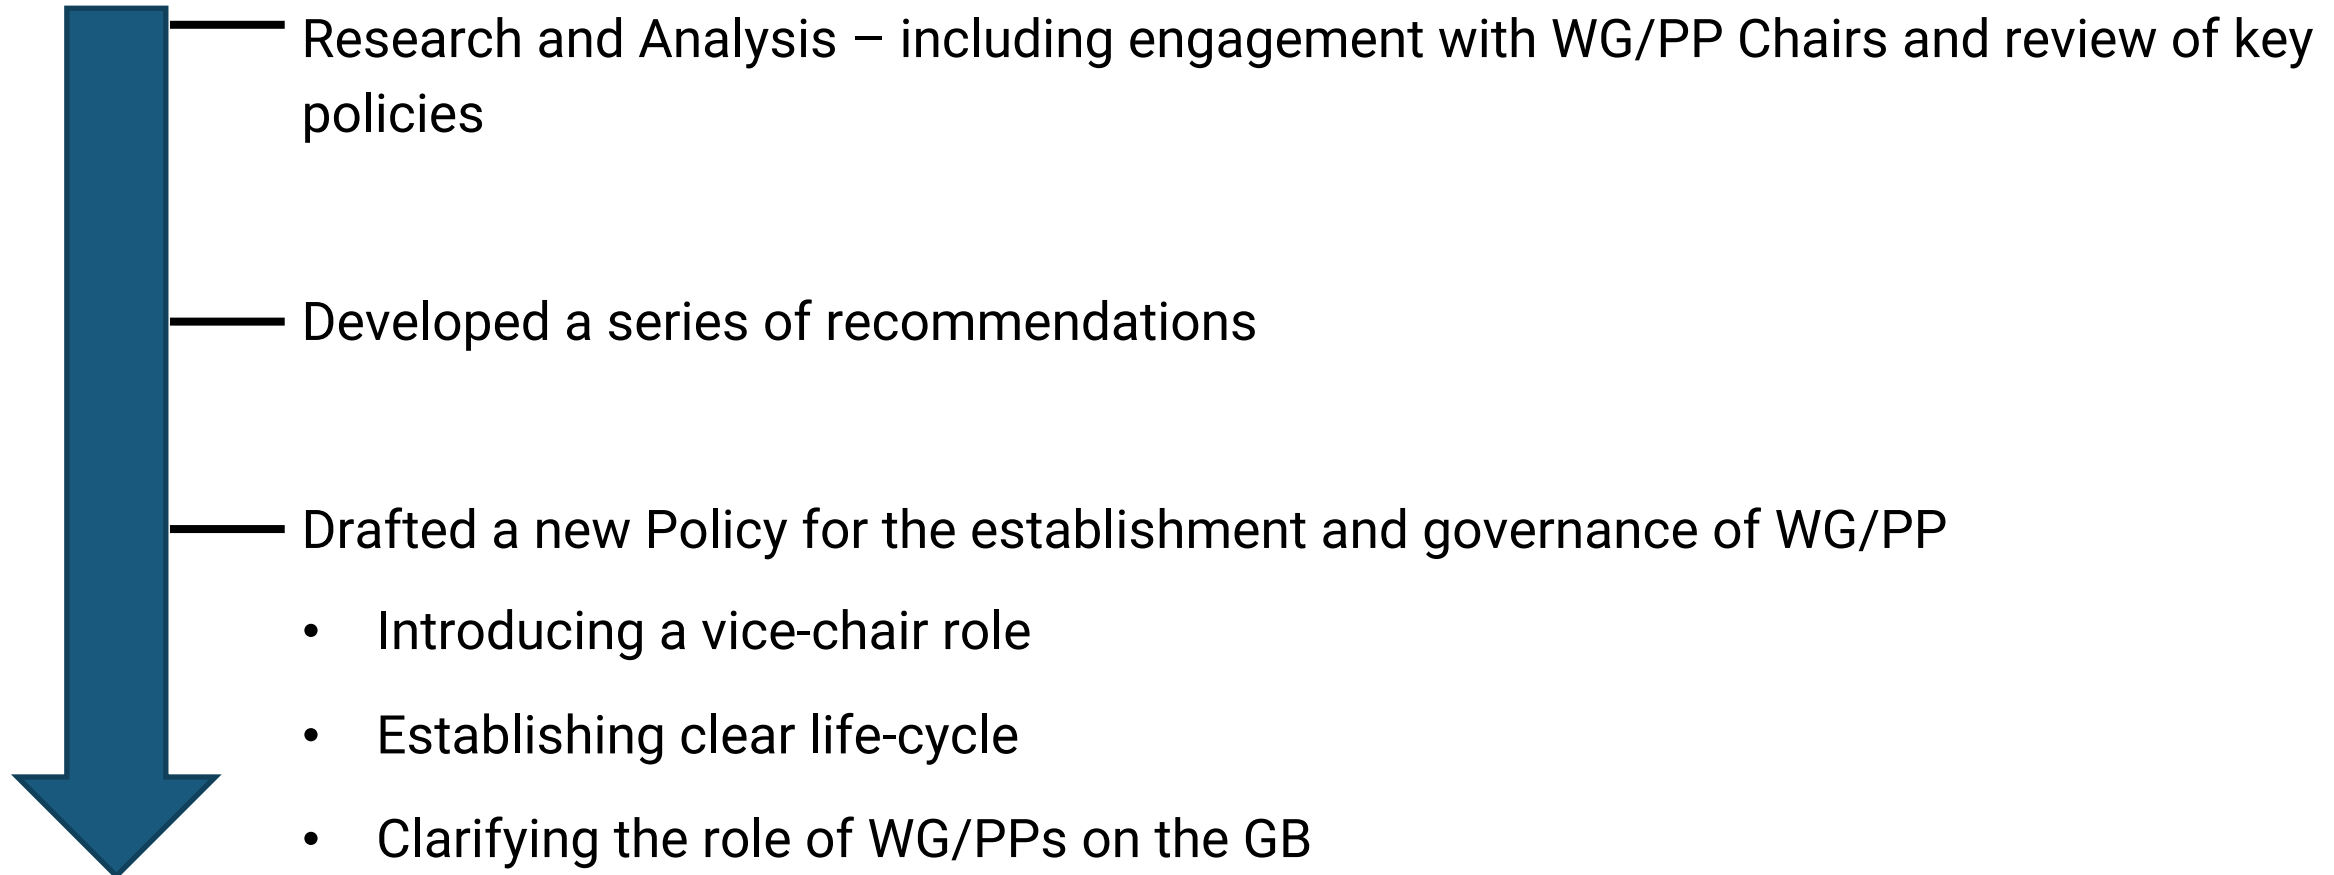 Research and Analysis – including engagement with WG/PP Chairs and review of key
policies
Developed a series of recommendations
Drafted a new Policy for the establishment and governance of WG/PP
• Introducing a vice-chair role
• Establishing clear life-cycle
• Clarifying the role of WG/PPs on the GB